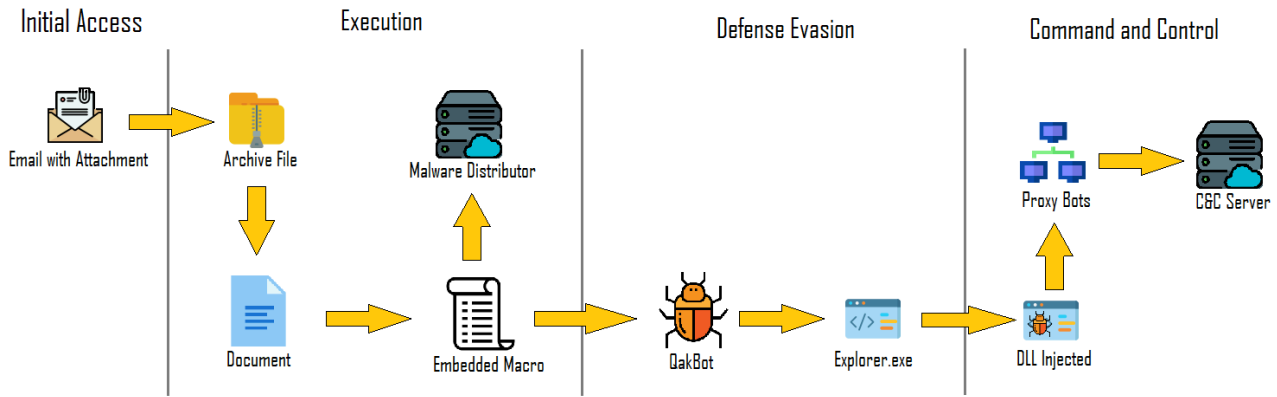 Initial Access
Execution
Defense Evasion
Command and Control
Email with Attachment
Archive File
Malware Distributor
Proxy Bots
C&C Server
Document
Embedded Macro
QakBot
</>
Explorer.exe
DLL Injected